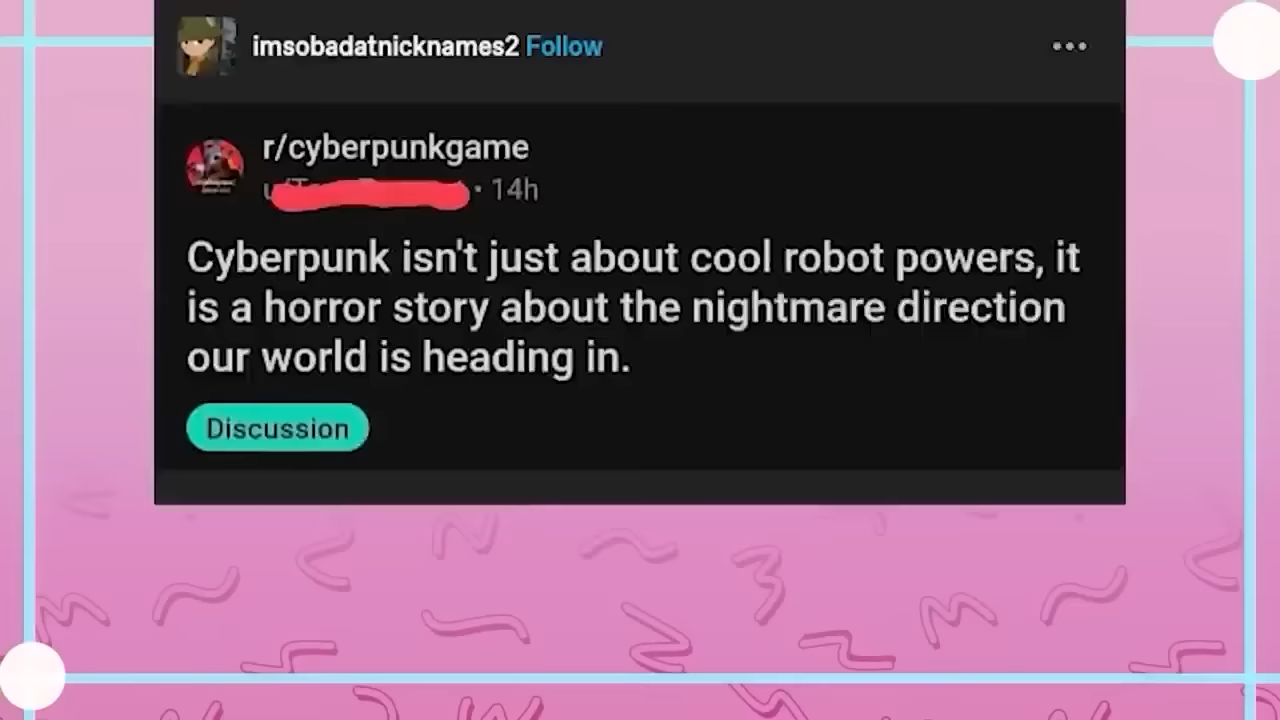 imsobadatnicknames2 Follow
r/cyberpunkgame
• 14h
Cyberpunk isn't just about cool robot powers, it
is a horror story about the nightmare direction
our world is heading in.
Discussion